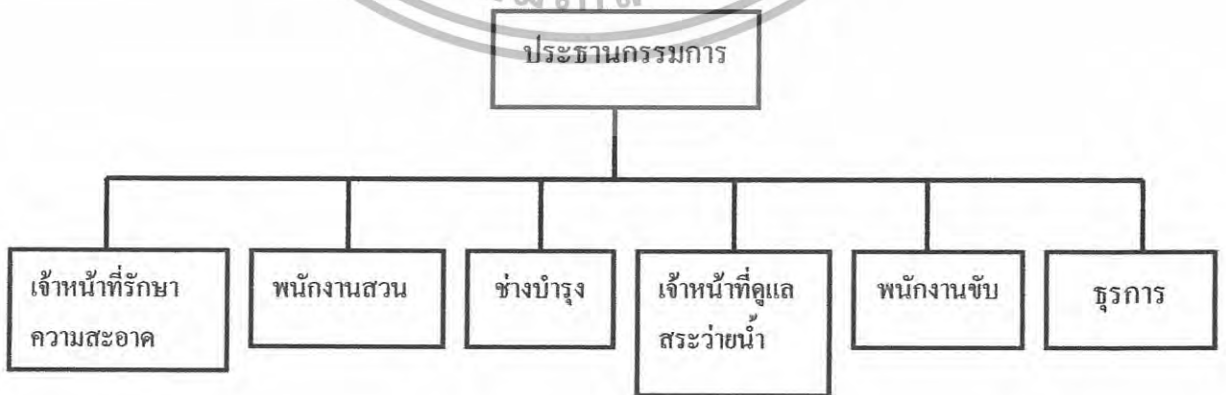 ประธานกรรมการ
เจ้าหน้าที่รักษา
ความสะอาด
พนักงานสวน
ช่างบำรุง
เจ้าหน้าที่ดูแล
สระว่ายน้ำ
พนักงานขับ
ธุรการ